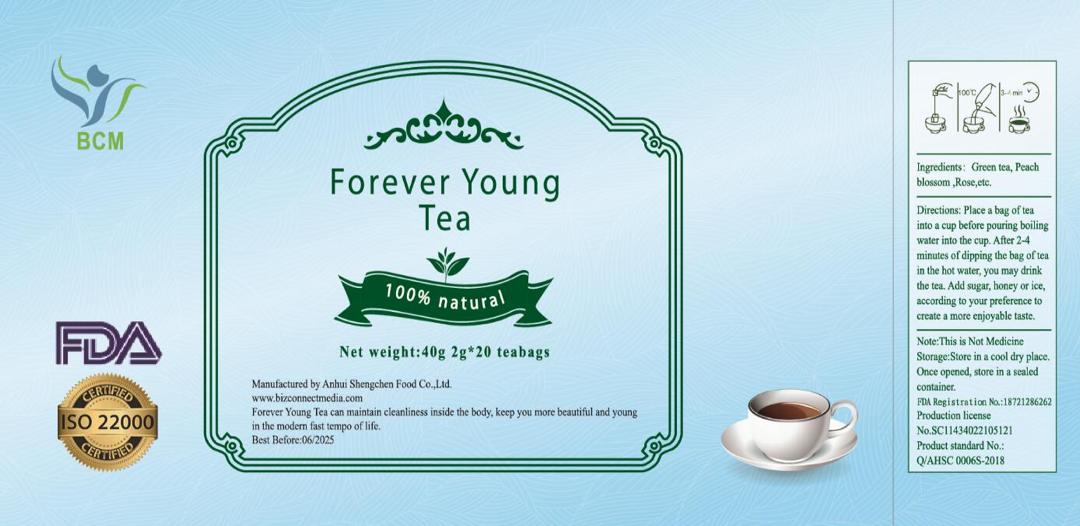 BCM
FDA
CERTIFIED
ISO 22000
CERTIFIED
Forever Young
Tea
100% natural
Net weight:40g 2g*20 teabags
Manufactured by Anhui Shengchen Food Co.,Ltd.
www.bizconnectmedia.com
Forever Young Tea can maintain cleanliness inside the body, keep you more beautiful and young
in the modern fast tempo of life.
Best Before:06/2025
100℃
3-4 min
Ingredients: Green tea, Peach
blossom ,Rose,etc.
Directions: Place a bag of tea
into a cup before pouring boiling
water into the cup. After 2-4
minutes of dipping the bag of tea
in the hot water, you may drink
the tea. Add sugar, honey or ice,
according to your preference to
create a more enjoyable taste.
Note:This is Not Medicine
Storage:Store in a cool dry place.
Once opened, store in a sealed
container.
FDA Registration No.:18721286262
Production license
No.SC11434022105121
Product standard No.:
Q/AHSC 0006S-2018